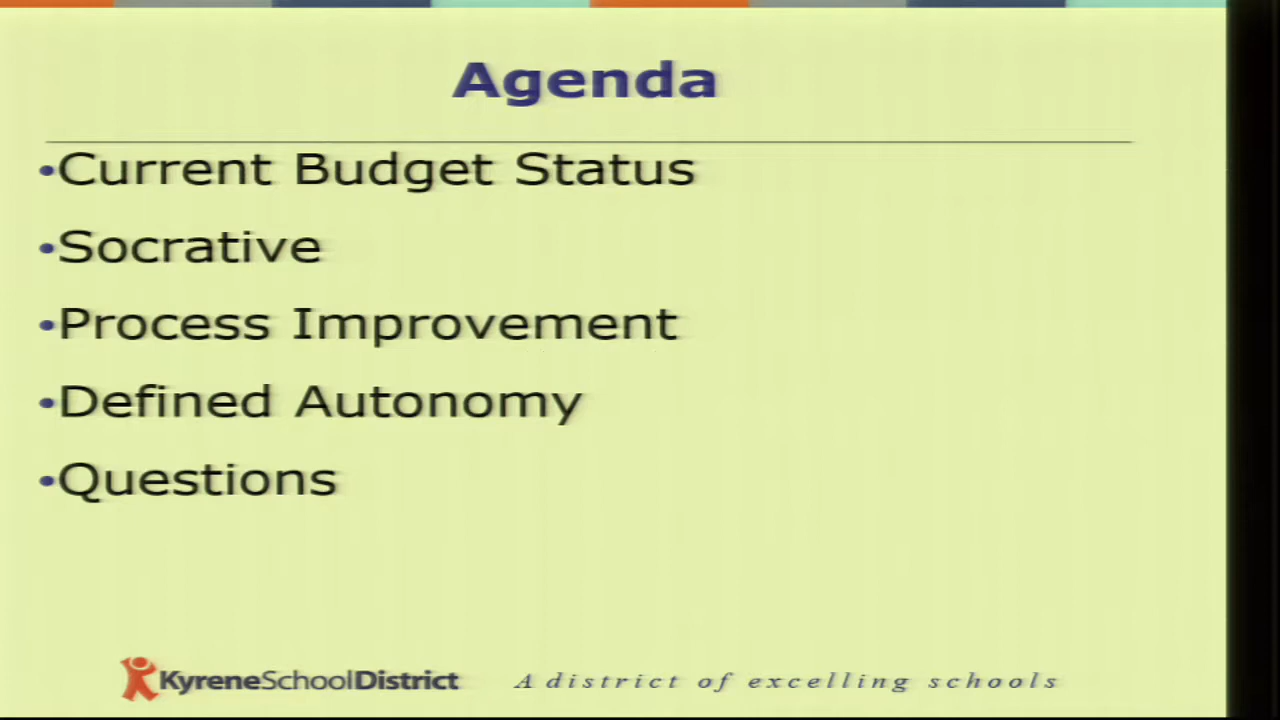 Agenda
•Current Budget Status
•Socrative
•Process Improvement
•Defined Autonomy
•Questions
KyreneSchoolDistrict A district of excelling schools